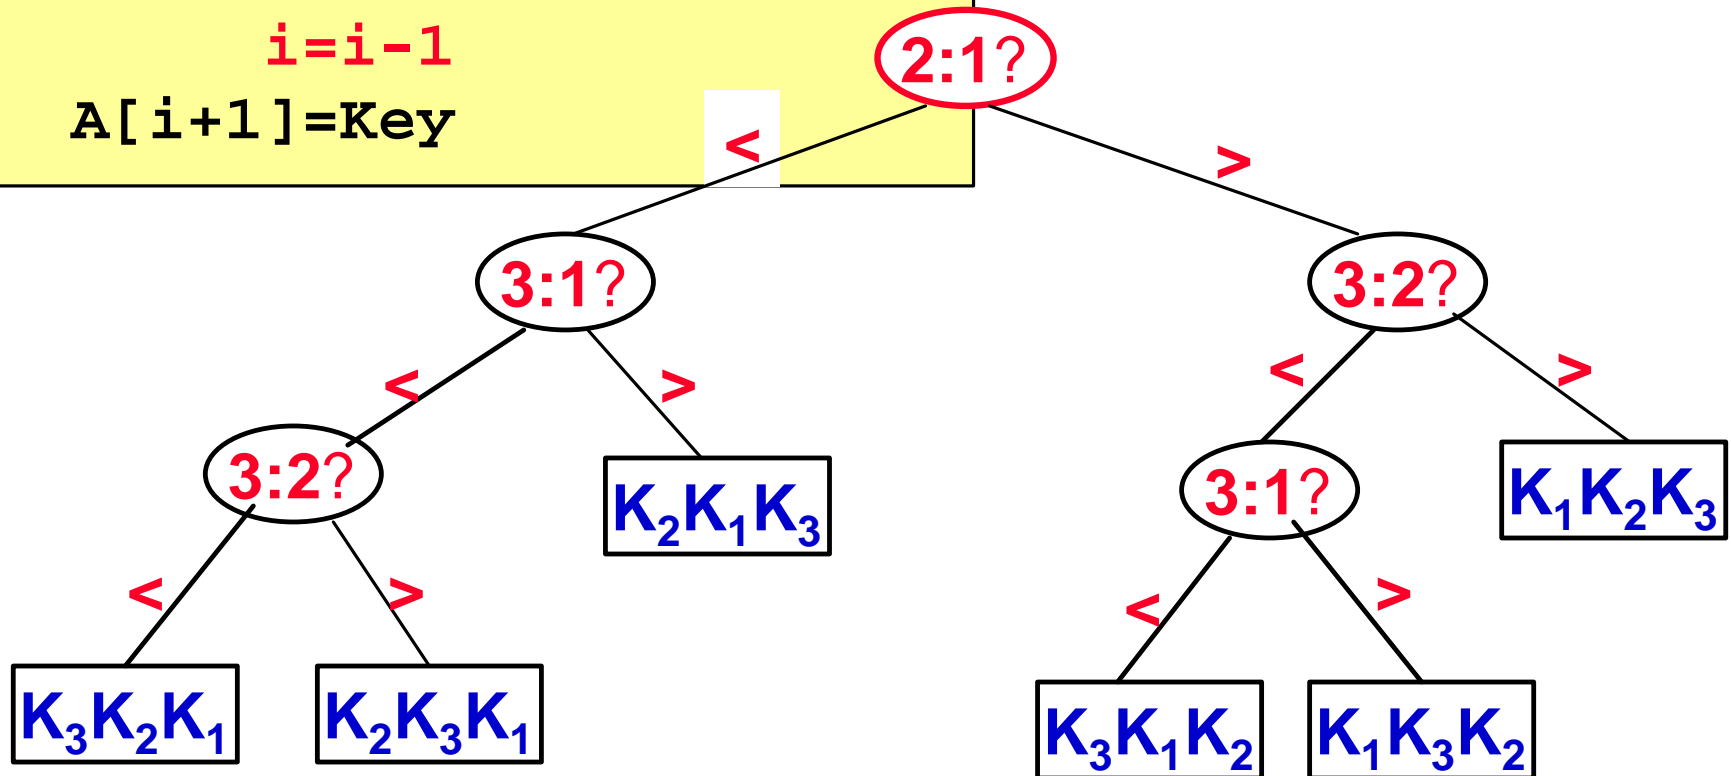 i=i-1
A[i+1]=Key
2:1?
<
>
3:1?
3:2?
<
>
<
>
3:2?
K₂K₁K₃
3:1?
K₁K₂K₃
<
>
<
>
K₃K₂K₁
K₂K₃K₁
K₃K₁K₂
K₁K₃K₂